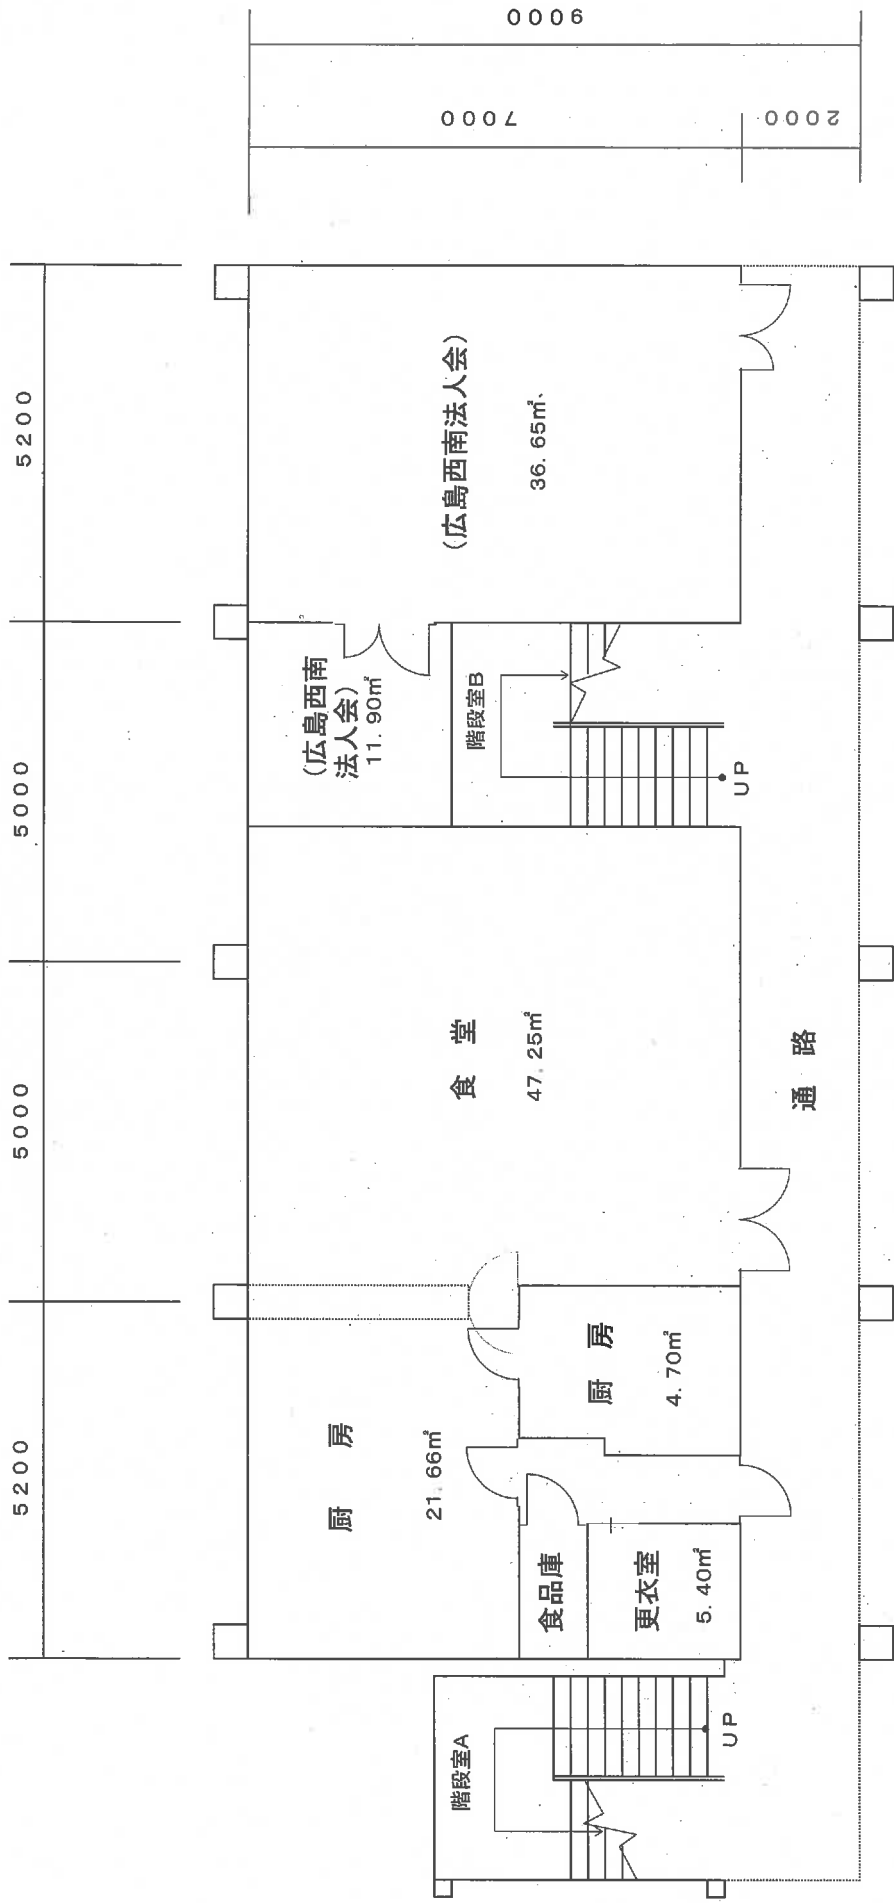 5200
5000
5000
5200
厨 房
21.66㎡
食品庫
更衣室
5.40㎡
厨 房
4.70㎡
食 堂
47.25㎡
(広島西南
法人会)
11.90㎡
(広島西南法人会)
36.65㎡
階段室A
UP
階段室B
UP
通 路
7000
2000
9000